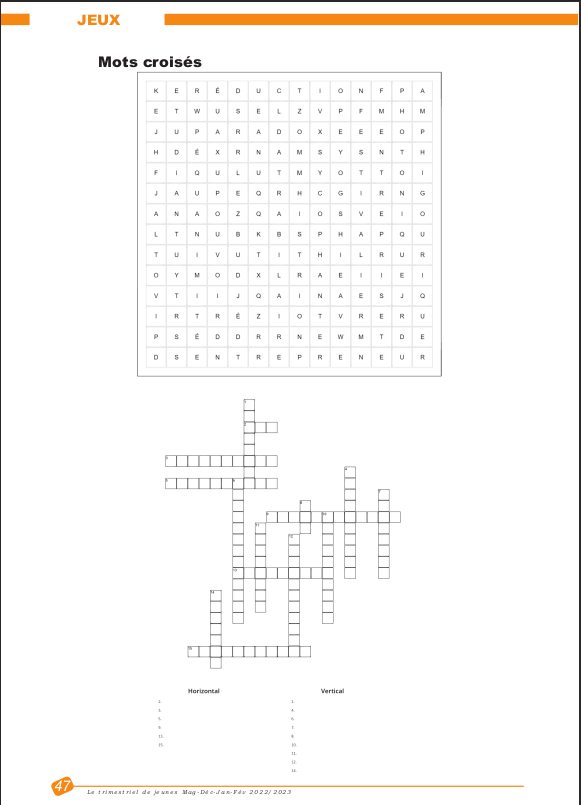 JEUX
Mots croisés
K E R É D U C T I O N F P A
E T W U S E L Z V P F M H M
J U P A R A D O X E E E O P
H D É X R N A M S Y S N T H
F I Q U L U T M Y O T T O I
J A U P E Q R H C G I R N G
A N A O Z Q A I O S V E I O
L T N U B K B S P H A P Q U
T U I V U T I T H I L R U R
O Y M O D X L R A E I I E I
V T I I J Q A I N A E S J Q
I R T R É Z I O T V R E R U
P S É D D R R N E W M T D E
D S E N T R E P R E N E U R
Horizontal Vertical
2. 1.
3. 4.
5. 6.
9. 7.
13. 8.
15. 10.
11.
12.
14.
47
Le trimestriel de jeunes Mag-Déc-Jan-Fév 2022/2023